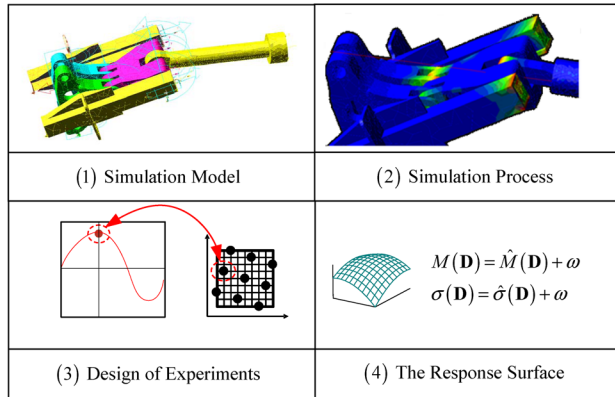 (1) Simulation Model
(2) Simulation Process
M(D)=M̂(D)+ω
σ(D)=σ̂(D)+ω
(3) Design of Experiments
(4) The Response Surface